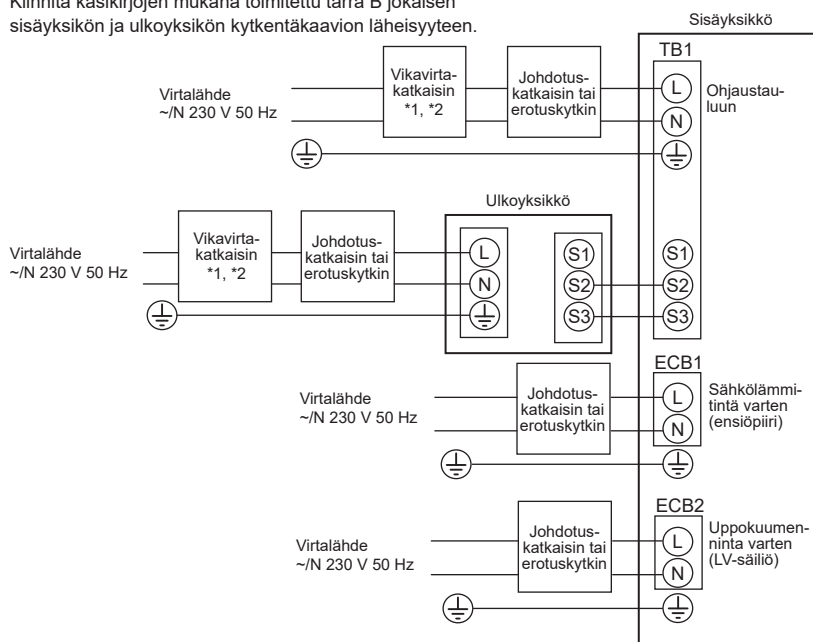 Kiinnitä käsikirjojen mukana toimitettu tarra B jokaisen
sisäyksikön ja ulkoyksikön kytkentäkaavion läheisyyteen.
Sisäyksikkö
TB1
Virtalähde
~/N 230 V 50 Hz
Vikavirta-
katkaisin
*1, *2
Johdotus-
katkaisin tai
erotuskytkin
L
N
Ohjaustau-
luun
Ulkoyksikkö
Virtalähde
~/N 230 V 50 Hz
Vikavirta-
katkaisin
*1, *2
Johdotus-
katkaisin tai
erotuskytkin
L
N
S1
S2
S3
S1
S2
S3
ECB1
Virtalähde
~/N 230 V 50 Hz
Johdotus-
katkaisin tai
erotuskytkin
L
N
Sähkölämmi-
tintä varten
(ensiöpiiri)
ECB2
Virtalähde
~/N 230 V 50 Hz
Johdotus-
katkaisin tai
erotuskytkin
L
N
Uppokuumen-
ninta varten
(LV-säiliö)